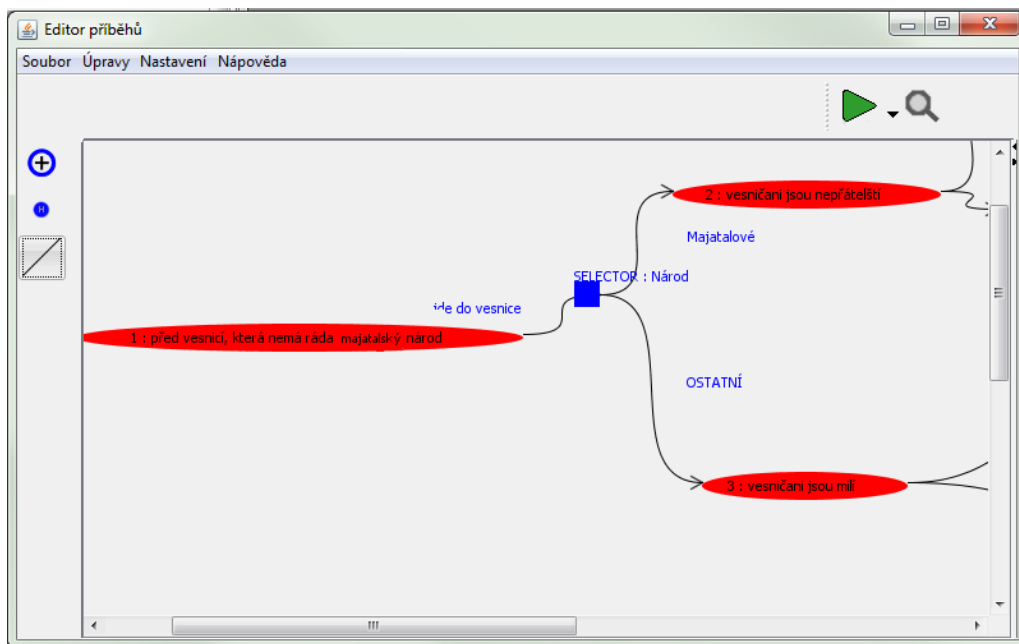 Editor příběhů
Soubor Úpravy Nastavení Nápověda
2 : vesničani jsou nepřátelští
Majatalové
SELECTOR : Národ
jde do vesnice
1 : před vesnicí, která nemá ráda majatalský národ
OSTATNÍ
3 : vesničani jsou milí
H